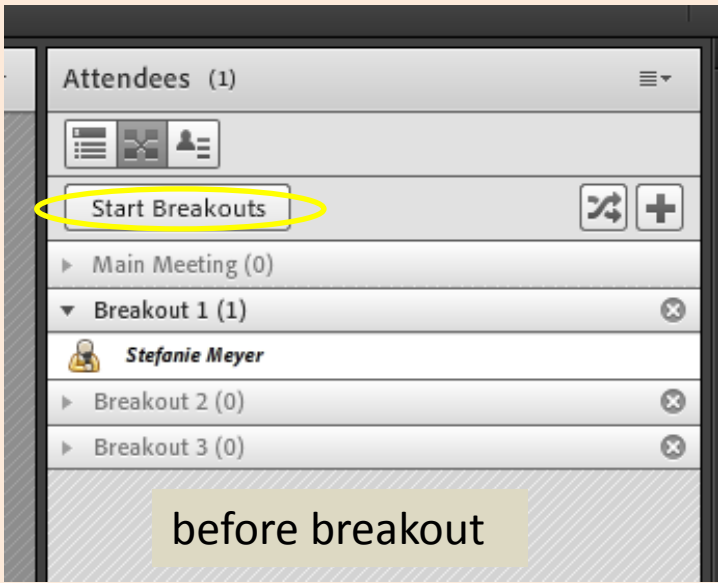 Attendees (1)
Start Breakouts
Main Meeting (0)
Breakout 1 (1)
Stefanie Meyer
Breakout 2 (0)
Breakout 3 (0)
before breakout